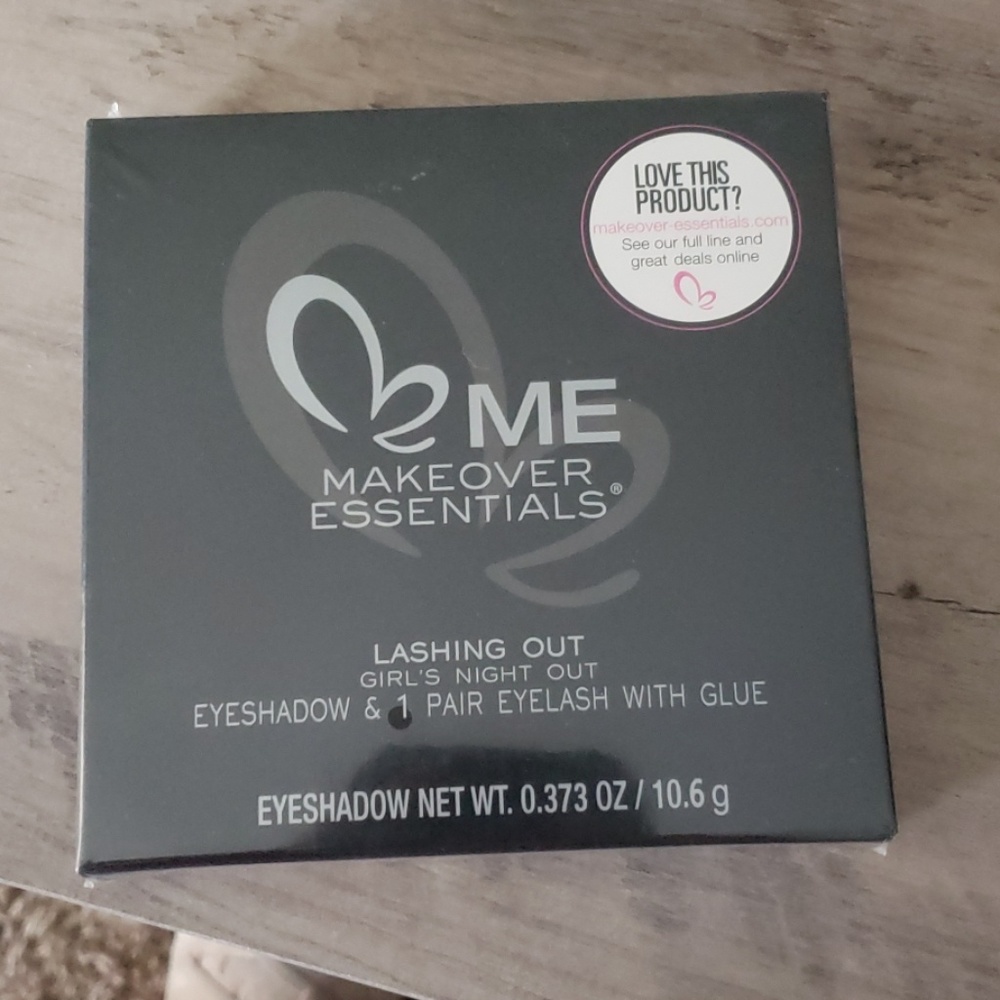 LOVE THIS
PRODUCT?
makeover-essentials.com
See our full line and
great deals online
ME
MAKEOVER
ESSENTIALS®
LASHING OUT
GIRL'S NIGHT OUT
EYESHADOW & 1 PAIR EYELASH WITH GLUE
EYESHADOW NET WT. 0.373 OZ / 10.6 g